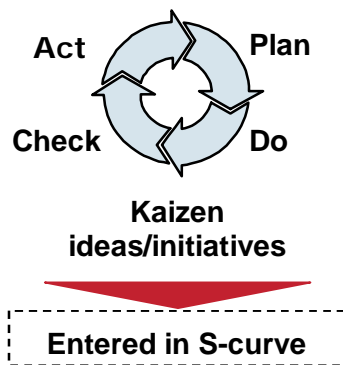 Act Plan
Check Do
Kaizen
ideas/initiatives
Entered in S-curve